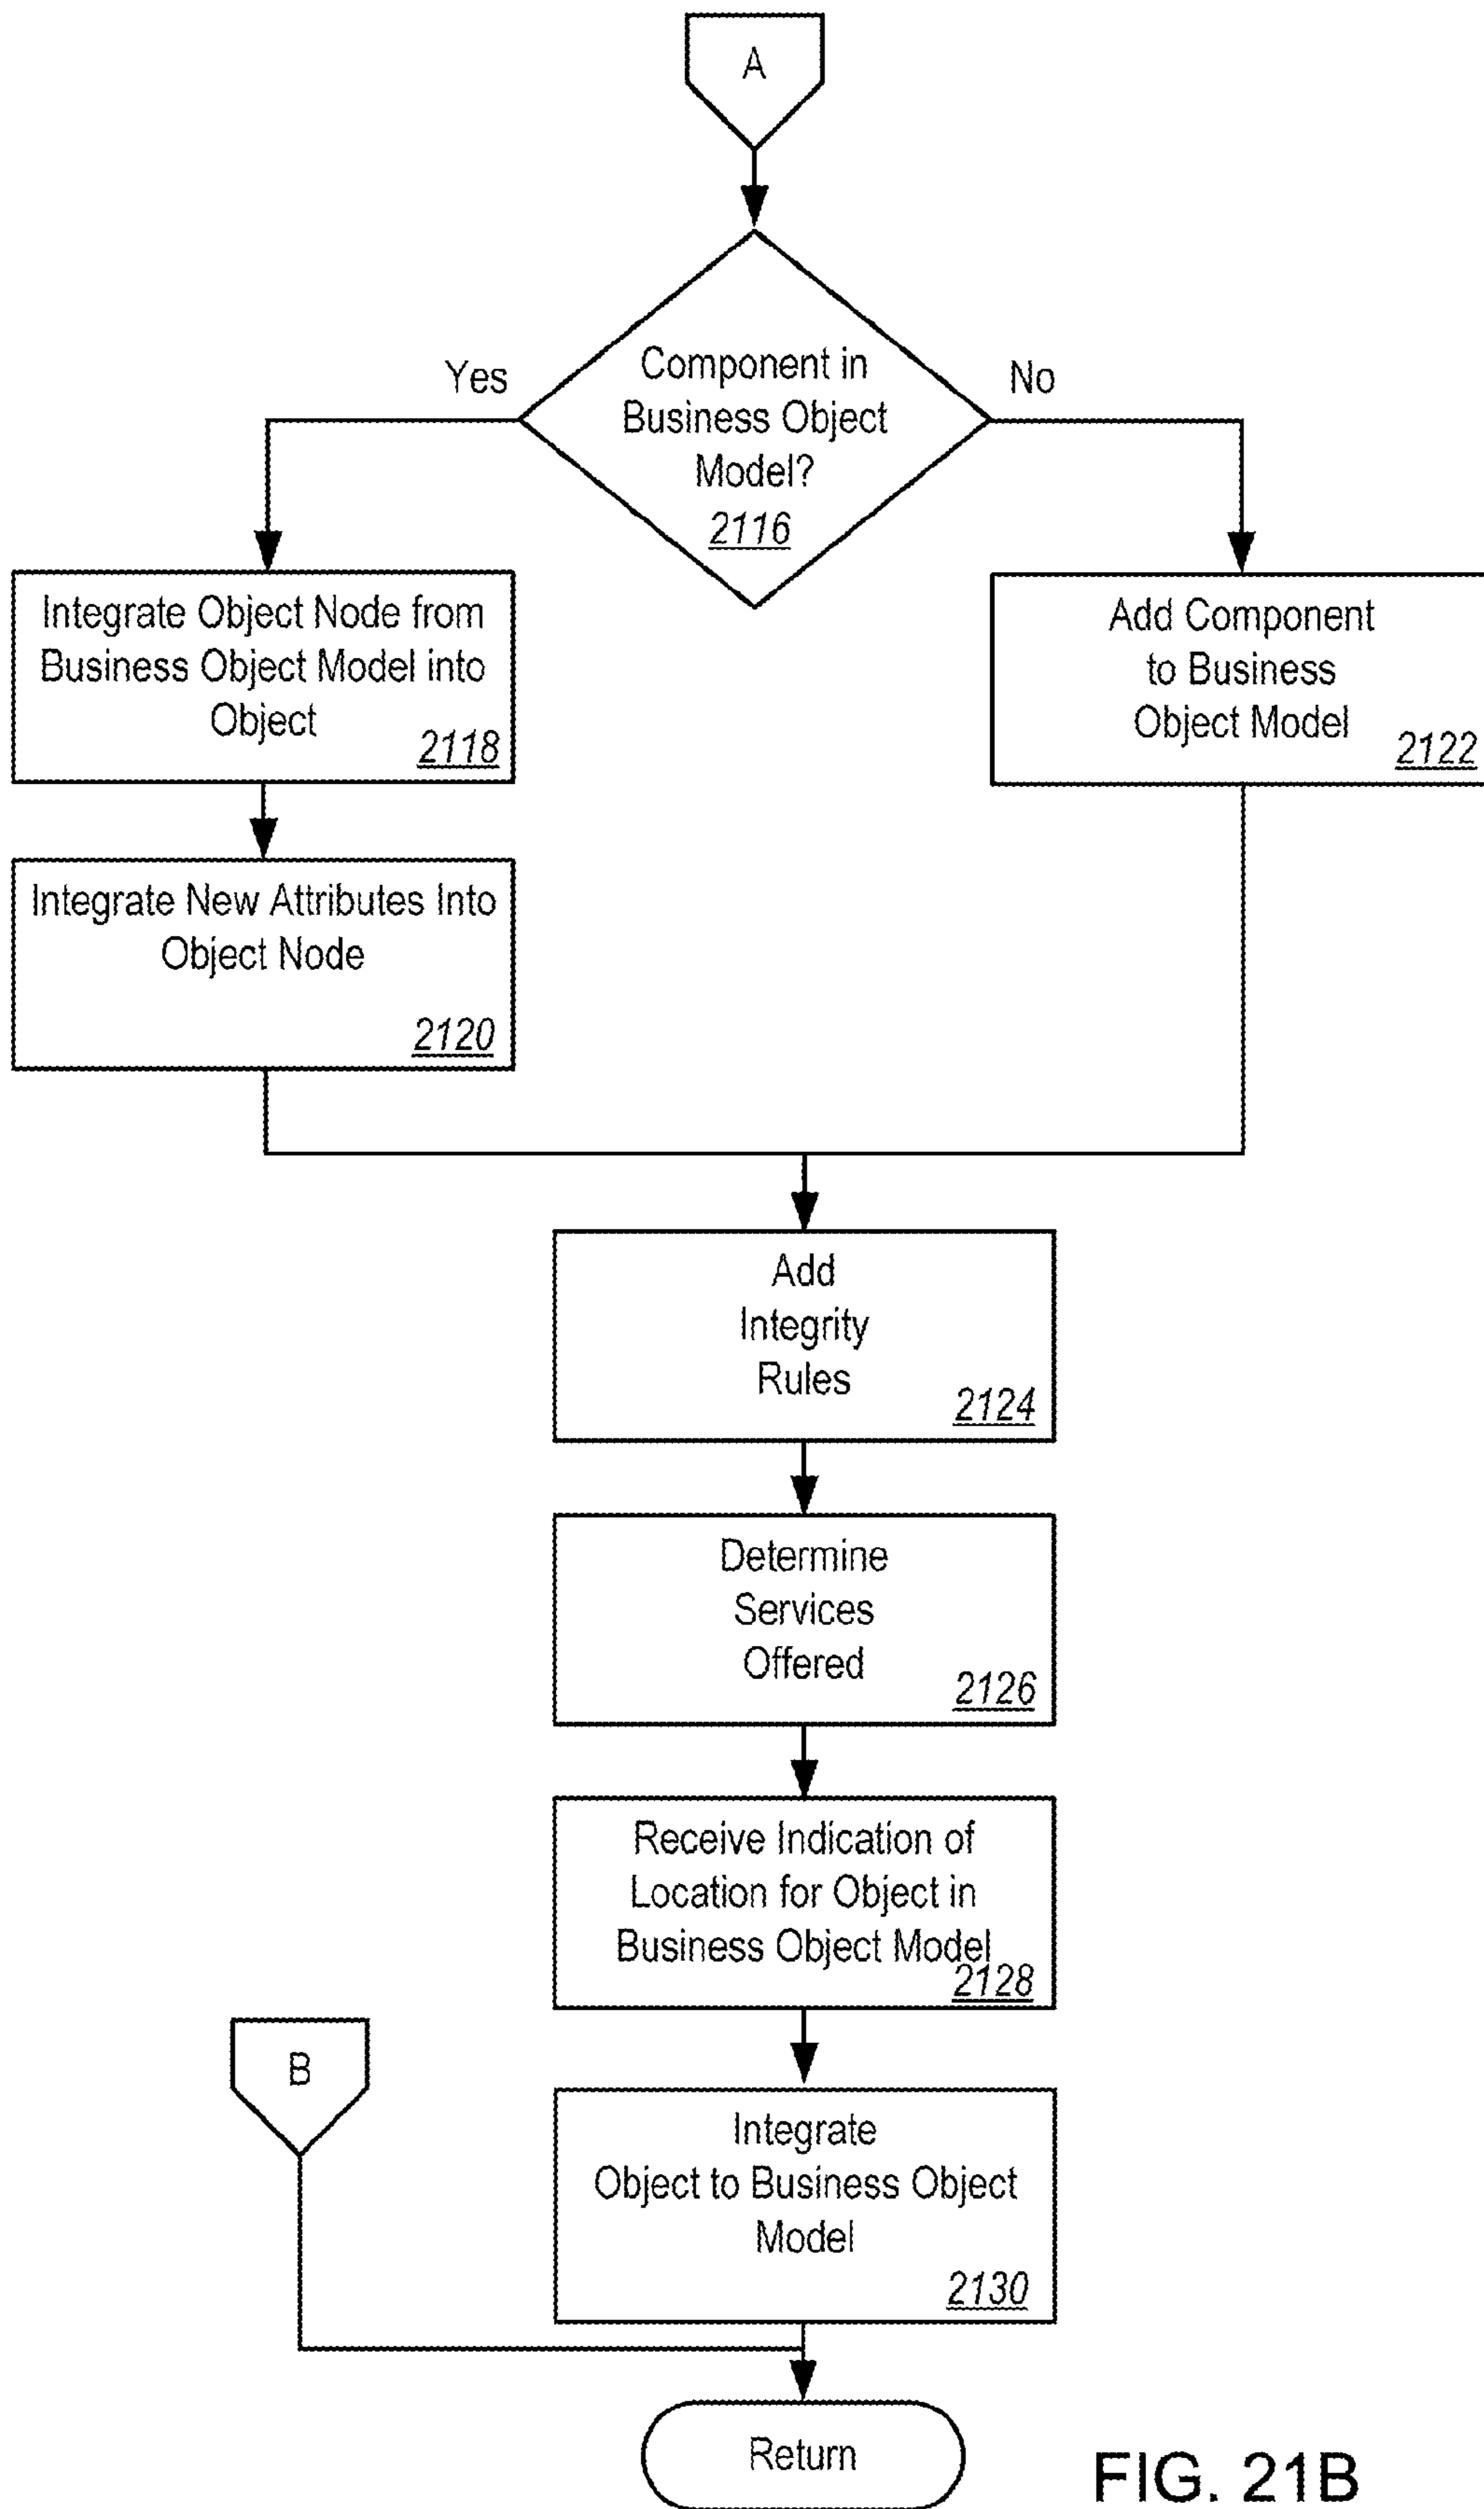 A
Yes
No
Component in
Business Object
Model?
2116
Integrate Object Node from
Business Object Model into
Object
2118
Add Component
to Business
Object Model
2122
Integrate New Attributes Into
Object Node
2120
Add
Integrity
Rules
2124
Determine
Services
Offered
2126
Receive Indication of
Location for Object in
Business Object Model
2128
B
Integrate
Object to Business Object
Model
2130
Return
FIG. 21B